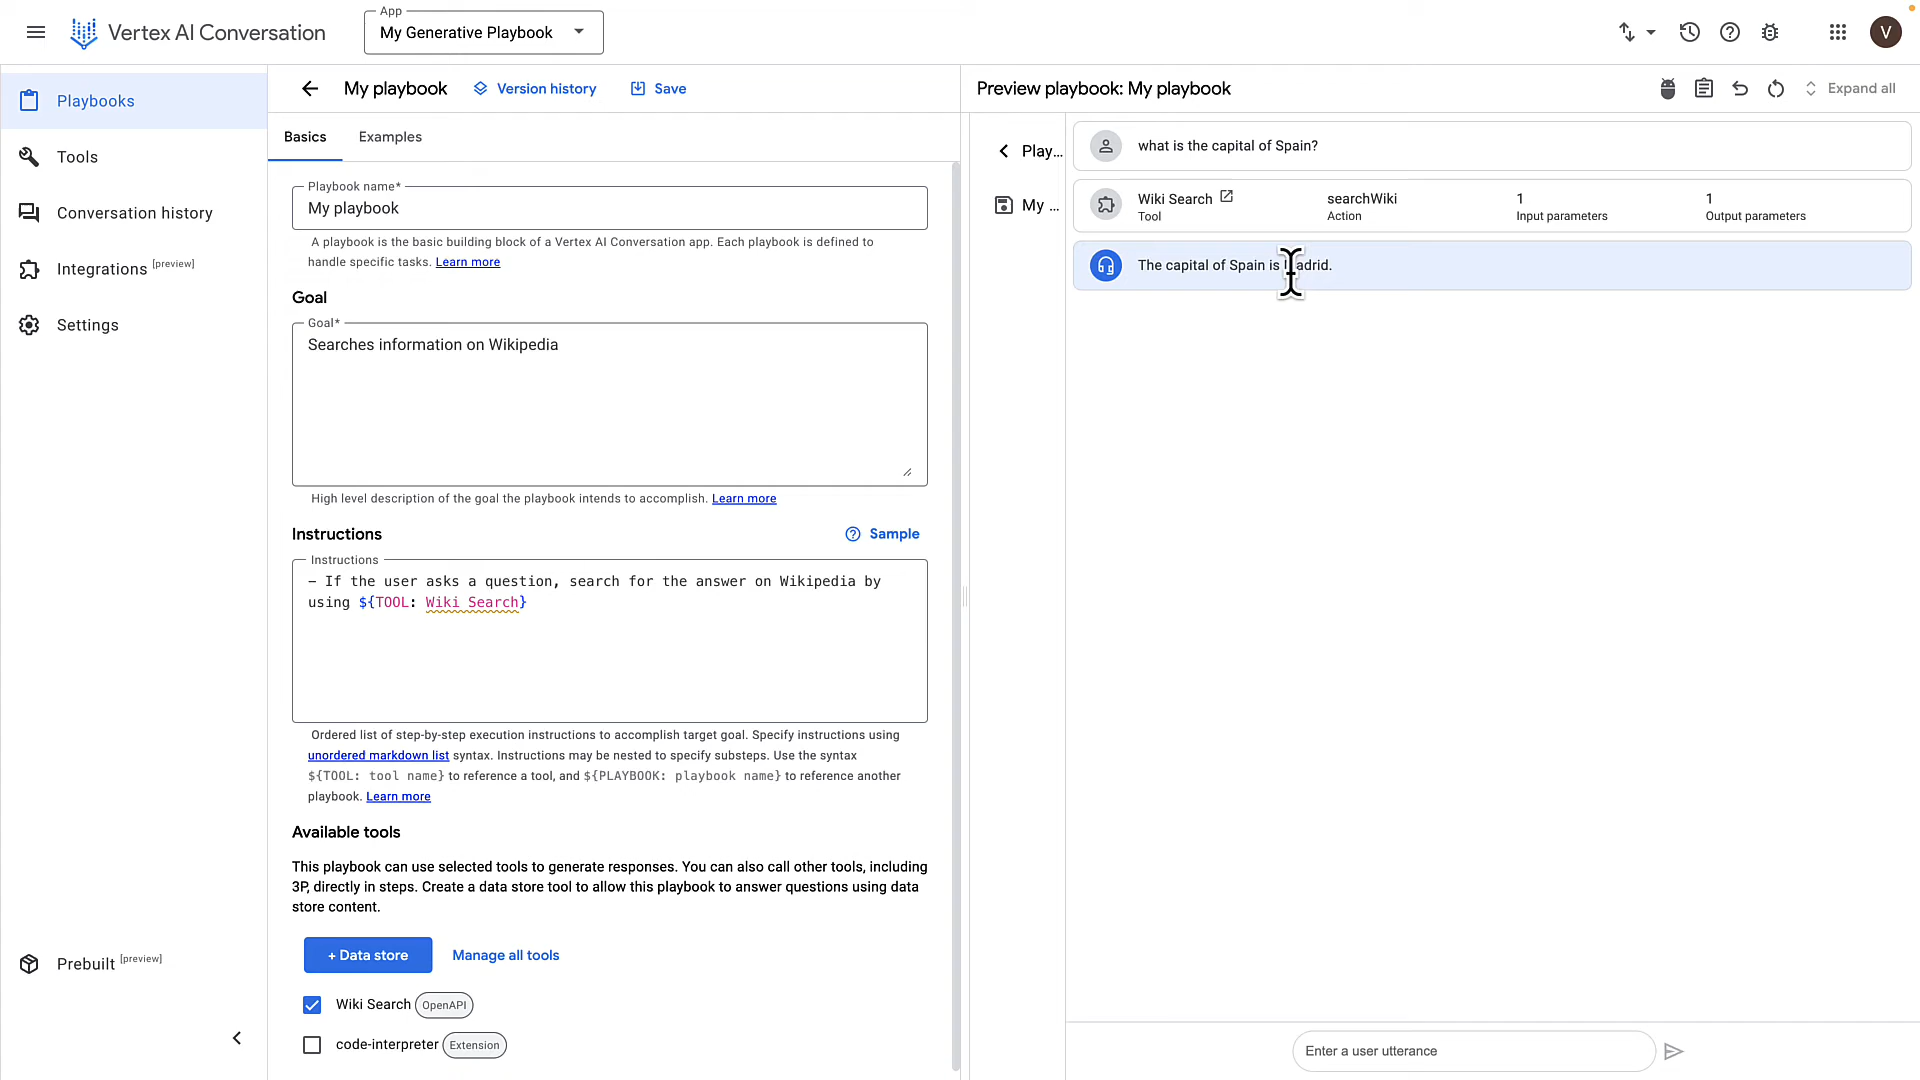 Vertex AI Conversation
App
My Generative Playbook
V
Playbooks
Tools
Conversation history
Integrations [preview]
Settings
Prebuilt [preview]
My playbook
Version history
Save
Basics
Examples
Playbook name*
My playbook
A playbook is the basic building block of a Vertex AI Conversation app. Each playbook is defined to
handle specific tasks. Learn more
Goal
Goal*
Searches information on Wikipedia
High level description of the goal the playbook intends to accomplish. Learn more
Instructions
Sample
Instructions
– If the user asks a question, search for the answer on Wikipedia by
using ${TOOL: Wiki Search}
Ordered list of step-by-step execution instructions to accomplish target goal. Specify instructions using
unordered markdown list syntax. Instructions may be nested to specify substeps. Use the syntax
${TOOL: tool name} to reference a tool, and ${PLAYBOOK: playbook name} to reference another
playbook. Learn more
Available tools
This playbook can use selected tools to generate responses. You can also call other tools, including
3P, directly in steps. Create a data store tool to allow this playbook to answer questions using data
store content.
+ Data store
Manage all tools
Wiki Search OpenAPI
code-interpreter Extension
Preview playbook: My playbook
Expand all
Play...
My ...
what is the capital of Spain?
Wiki Search searchWiki 1 1
Tool Action Input parameters Output parameters
The capital of Spain is Madrid.
Enter a user utterance